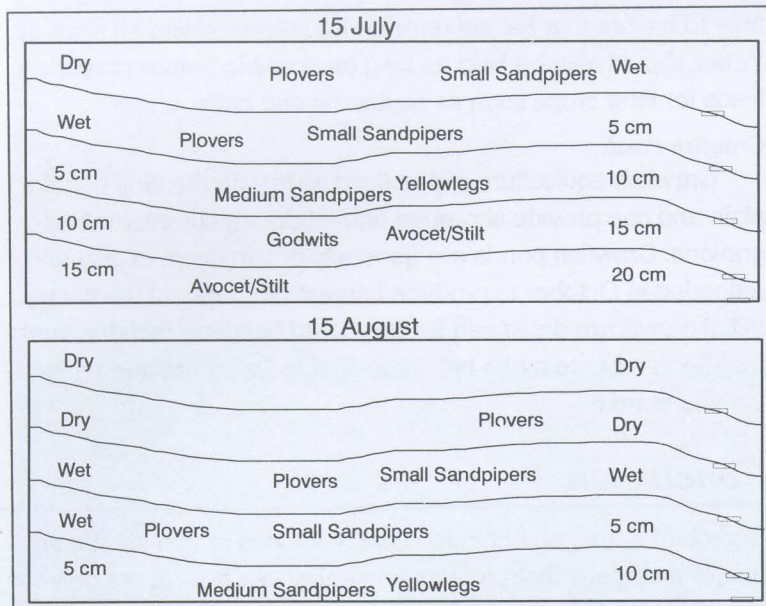 15 July
Dry Plovers Small Sandpipers Wet
Wet Plovers Small Sandpipers 5 cm
5 cm Medium Sandpipers Yellowlegs 10 cm
10 cm Godwits Avocet/Stilt 15 cm
15 cm Avocet/Stilt 20 cm
15 August
Dry Dry
Dry Plovers Dry
Wet Plovers Small Sandpipers Wet
Wet Plovers Small Sandpipers 5 cm
5 cm Medium Sandpipers Yellowlegs 10 cm